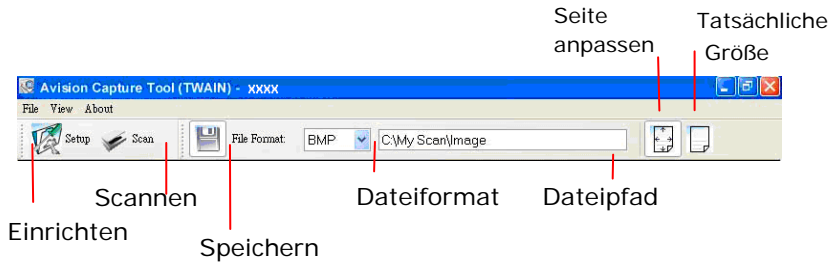 Seite
anpassen
Tatsächliche
Größe
Avision Capture Tool (TWAIN) - xxxx
File View About
Setup Scan File Format: BMP C:\My Scan\Image
Scannen Dateiformat Dateipfad
Einrichten
Speichern